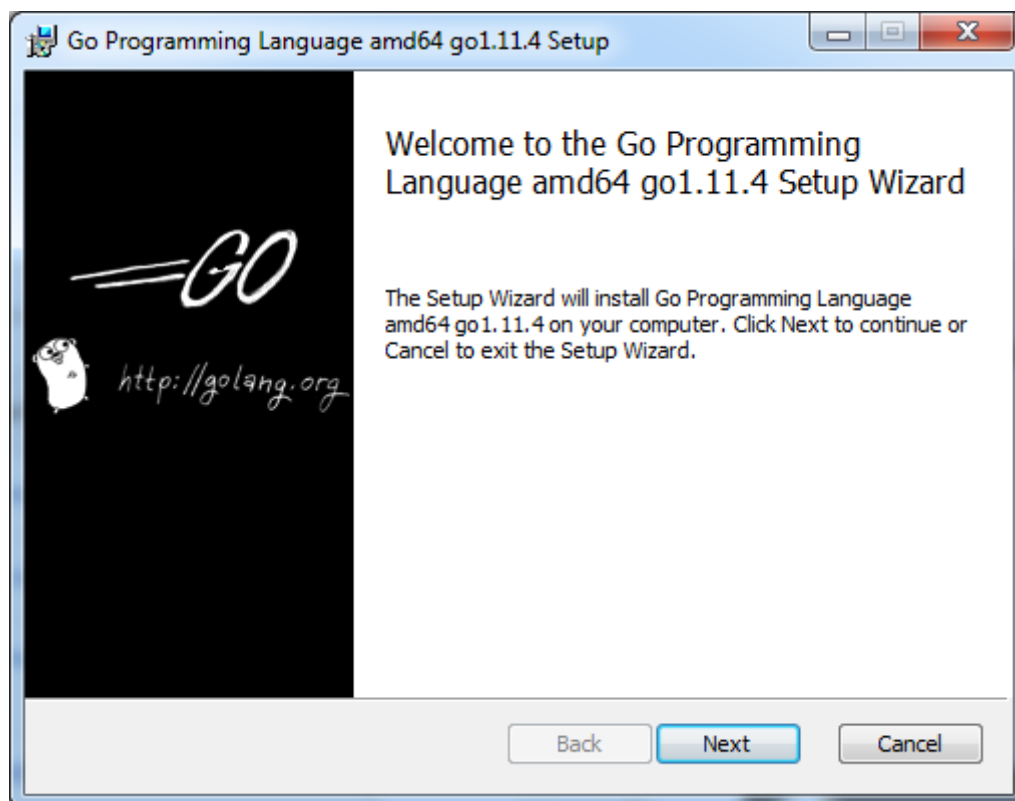 Go Programming Language amd64 go1.11.4 Setup
Welcome to the Go Programming
Language amd64 go1.11.4 Setup Wizard
GO
The Setup Wizard will install Go Programming Language
amd64 go1.11.4 on your computer. Click Next to continue or
Cancel to exit the Setup Wizard.
http://golang.org
Back
Next
Cancel